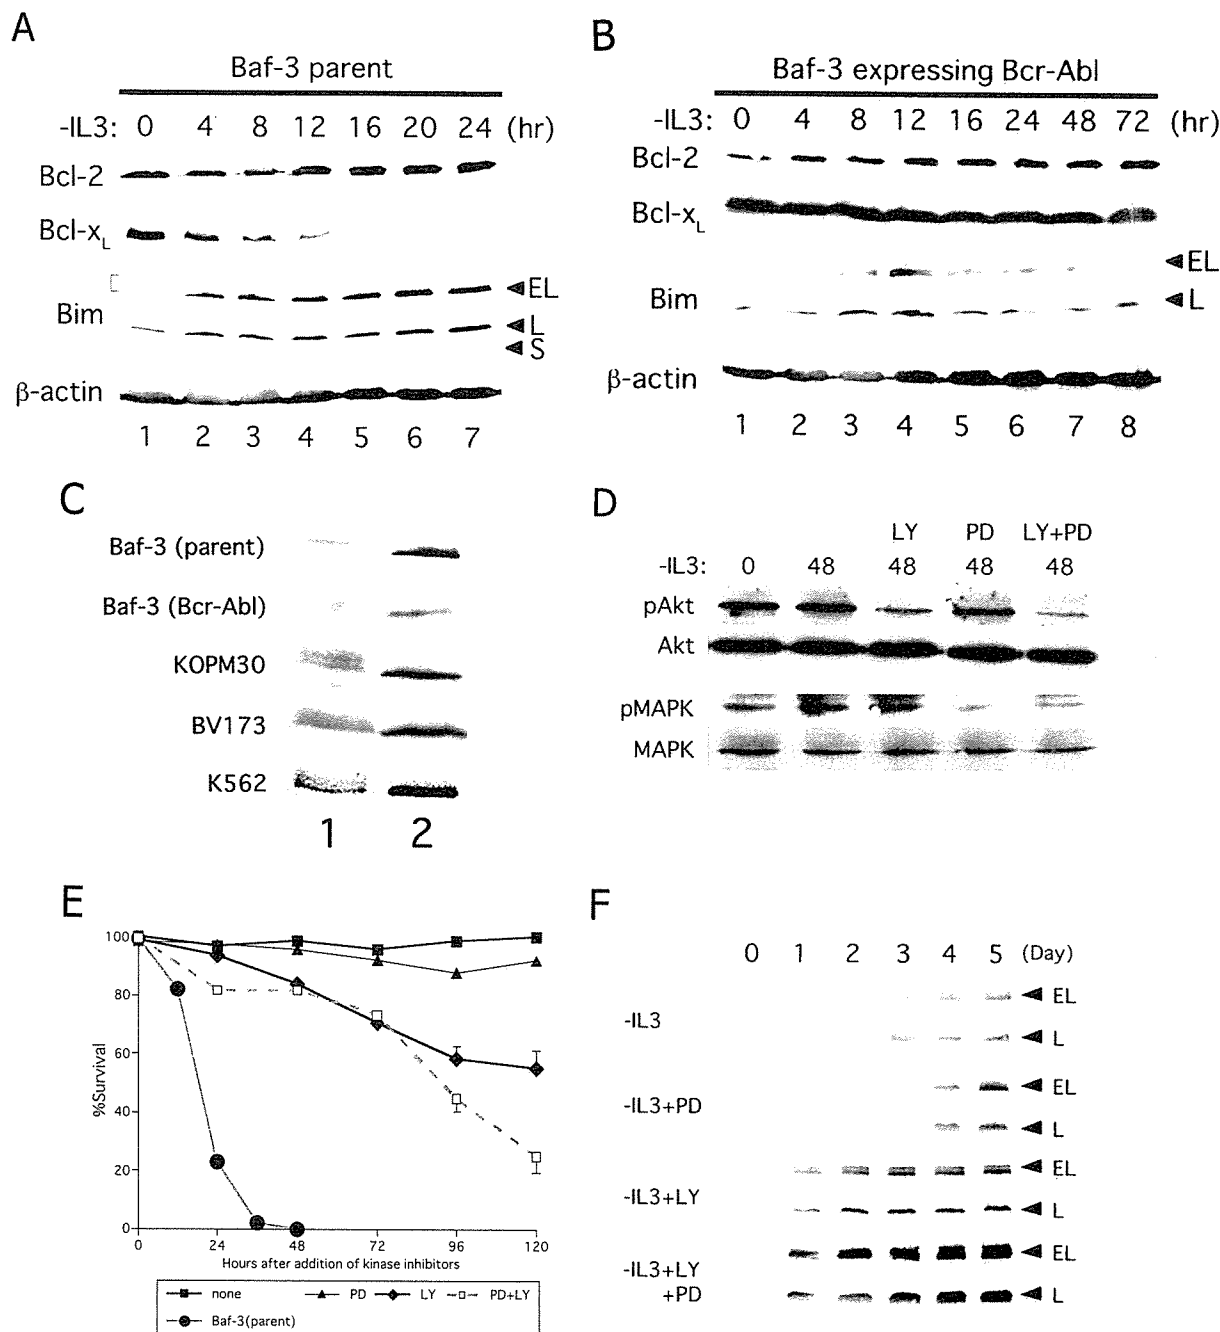 A
Baf-3 parent
-IL3: 0 4 8 12 16 20 24 (hr)
Bcl-2
Bcl-xL
Bim
EL
L
S
β-actin
1 2 3 4 5 6 7
B
Baf-3 expressing Bcr-Abl
-IL3: 0 4 8 12 16 24 48 72 (hr)
Bcl-2
Bcl-xL
Bim
EL
L
β-actin
1 2 3 4 5 6 7 8
C
Baf-3 (parent)
Baf-3 (Bcr-Abl)
KOPM30
BV173
K562
1 2
D
LY PD LY+PD
-IL3: 0 48 48 48 48
pAkt
Akt
pMAPK
MAPK
E
%Survival
100
80
60
40
20
0
0 24 48 72 96 120
Hours after addition of kinase inhibitors
none PD LY PD+LY
Baf-3(parent)
F
0 1 2 3 4 5 (Day)
-IL3
EL
L
-IL3+PD
EL
L
-IL3+LY
EL
L
-IL3+LY
+PD
EL
L